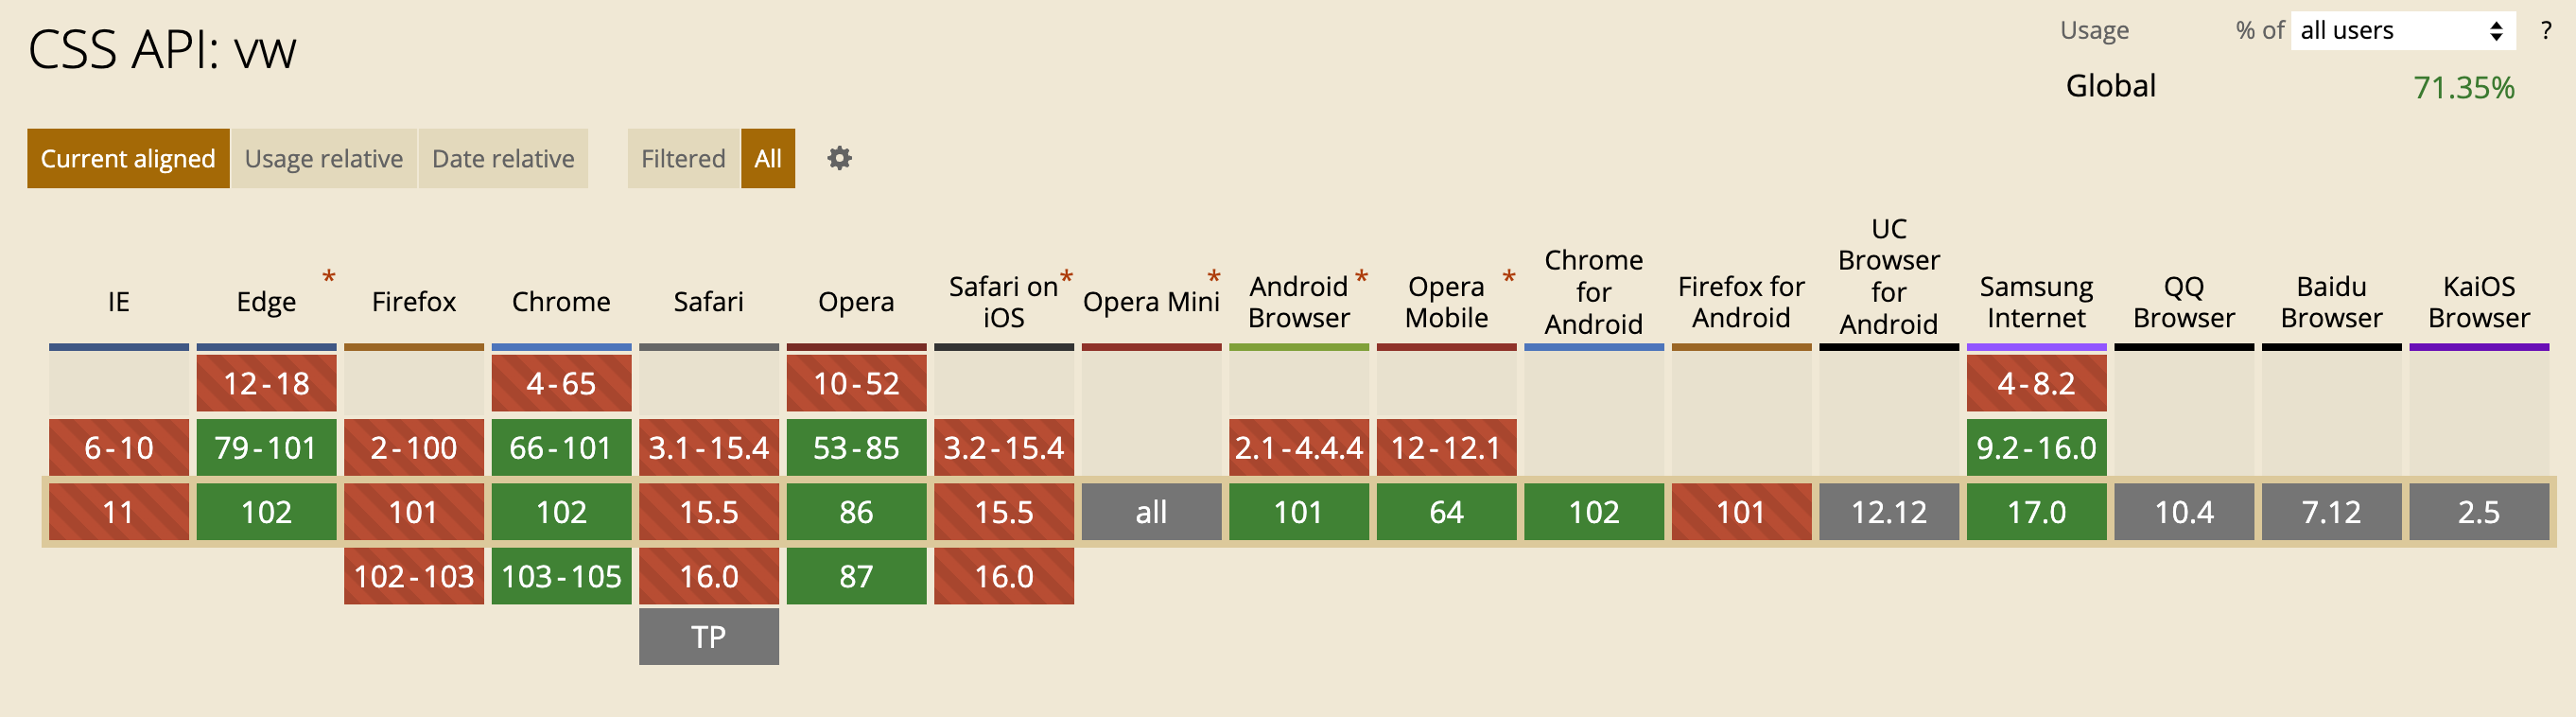 CSS API: vw
Usage % of all users ?
Global 71.35%
Current aligned Usage relative Date relative Filtered All
IE
Edge *
Firefox
Chrome
Safari
Opera
Safari on *
iOS
Opera Mini *
Android *
Browser
Opera *
Mobile
Chrome
for
Android
Firefox for
Android
UC
Browser
for
Android
Samsung
Internet
QQ
Browser
Baidu
Browser
KaiOS
Browser
12-18 4-65 10-52 4-8.2
6-10 79-101 2-100 66-101 3.1-15.4 53-85 3.2-15.4 2.1-4.4.4 12-12.1 9.2-16.0
11 102 101 102 15.5 86 15.5 all 101 64 102 101 12.12 17.0 10.4 7.12 2.5
102-103 103-105 16.0 87 16.0
TP